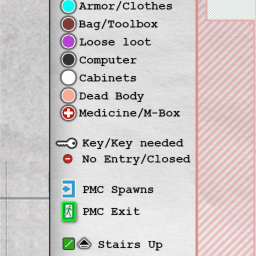 Armor/Clothes
Bag/Toolbox
Loose loot
Computer
Cabinets
Dead Body
Medicine/M-Box
Key/Key needed
No Entry/Closed
PMC Spawns
PMC Exit
Stairs Up